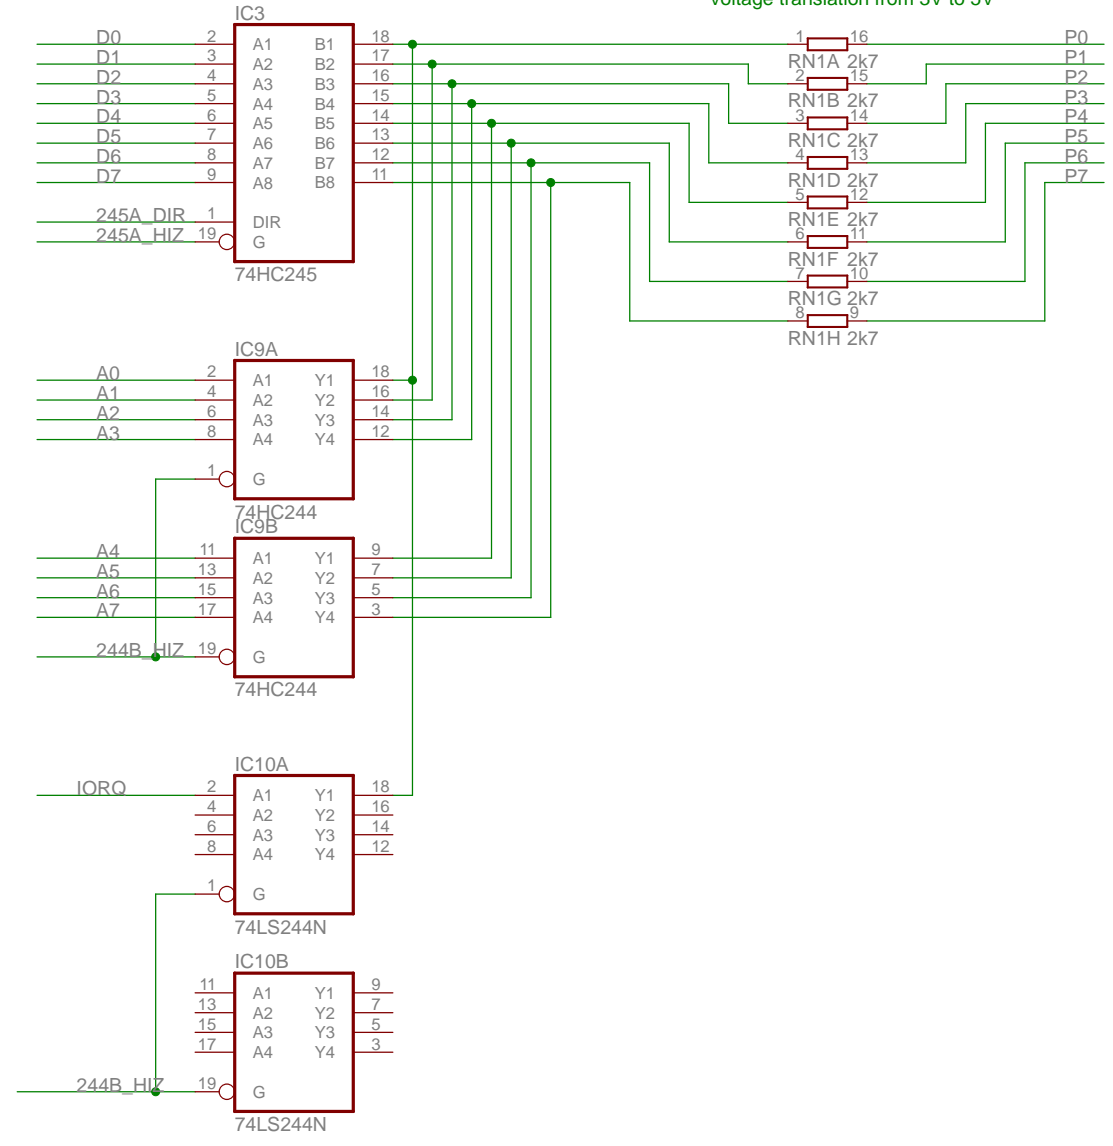 voltage translation from 5V to 3V
IC3
D0 2 A1 B1 18 1 16 P0
D1 3 A2 B2 17 RN1A 2k7 P1
D2 4 A3 B3 16 2 15 P2
D3 5 A4 B4 15 RN1B 2k7 P3
D4 6 A5 B5 14 3 14 P4
D5 7 A6 B6 13 RN1C 2k7 P5
D6 8 A7 B7 12 4 13 P6
D7 9 A8 B8 11 RN1D 2k7 P7
5 12
245A_DIR 1 DIR RN1E 2k7
245A_HIZ 19 G 6 11
RN1F 2k7
74HC245 7 10
RN1G 2k7
8 9
RN1H 2k7
IC9A
A0 2 A1 Y1 18
A1 4 A2 Y2 16
A2 6 A3 Y3 14
A3 8 A4 Y4 12
1 G
74HC244
IC9B
A4 11 A1 Y1 9
A5 13 A2 Y2 7
A6 15 A3 Y3 5
A7 17 A4 Y4 3
244B_HIZ 19 G
74HC244
IC10A
IORQ 2 A1 Y1 18
4 A2 Y2 16
6 A3 Y3 14
8 A4 Y4 12
1 G
74LS244N
IC10B
11 A1 Y1 9
13 A2 Y2 7
15 A3 Y3 5
17 A4 Y4 3
244B_HIZ 19 G
74LS244N